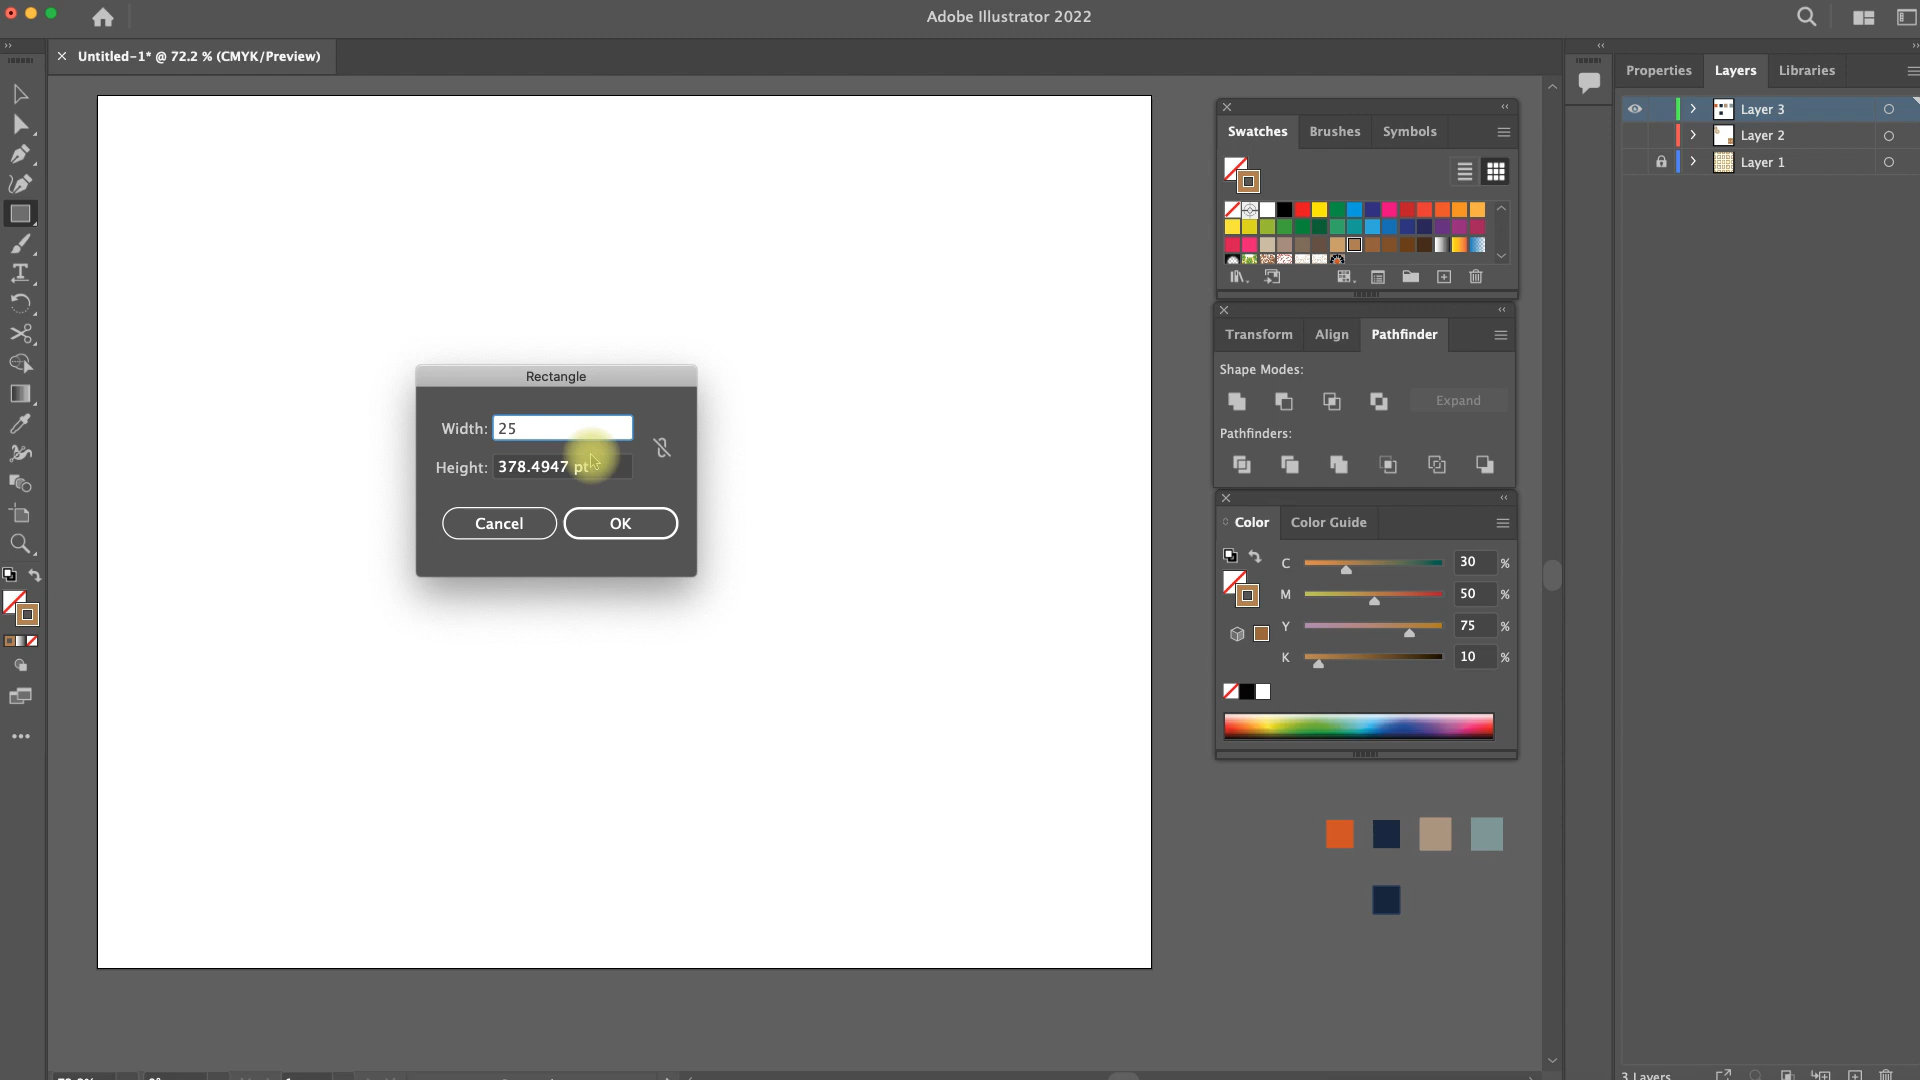 Adobe Illustrator 2022
Untitled-1* @ 72.2 % (CMYK/Preview)
Properties
Layers
Libraries
Layer 3
Layer 2
Layer 1
Swatches
Brushes
Symbols
Transform
Align
Pathfinder
Shape Modes:
Expand
Pathfinders:
Rectangle
Width: 25
Height: 378.4947 pt
Cancel
OK
Color
Color Guide
C 30 %
M 50 %
Y 75 %
K 10 %
3 Layers